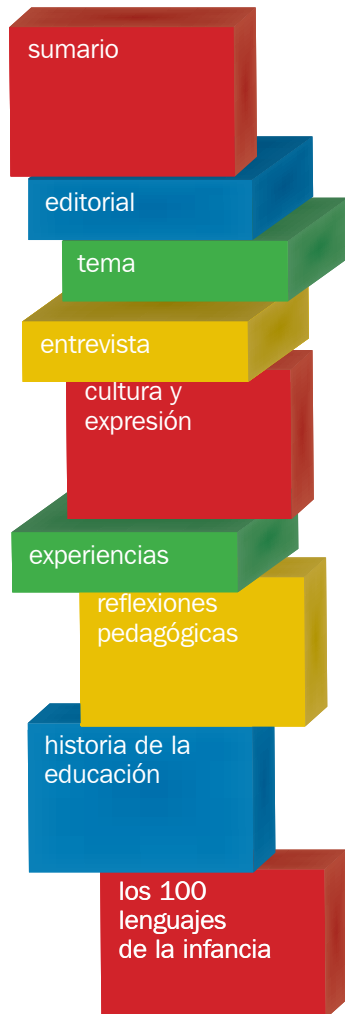 sumario
editorial
tema
entrevista
cultura y
expresión
experiencias
reflexiones
pedagógicas
historia de la
educación
los 100
lenguajes
de la infancia